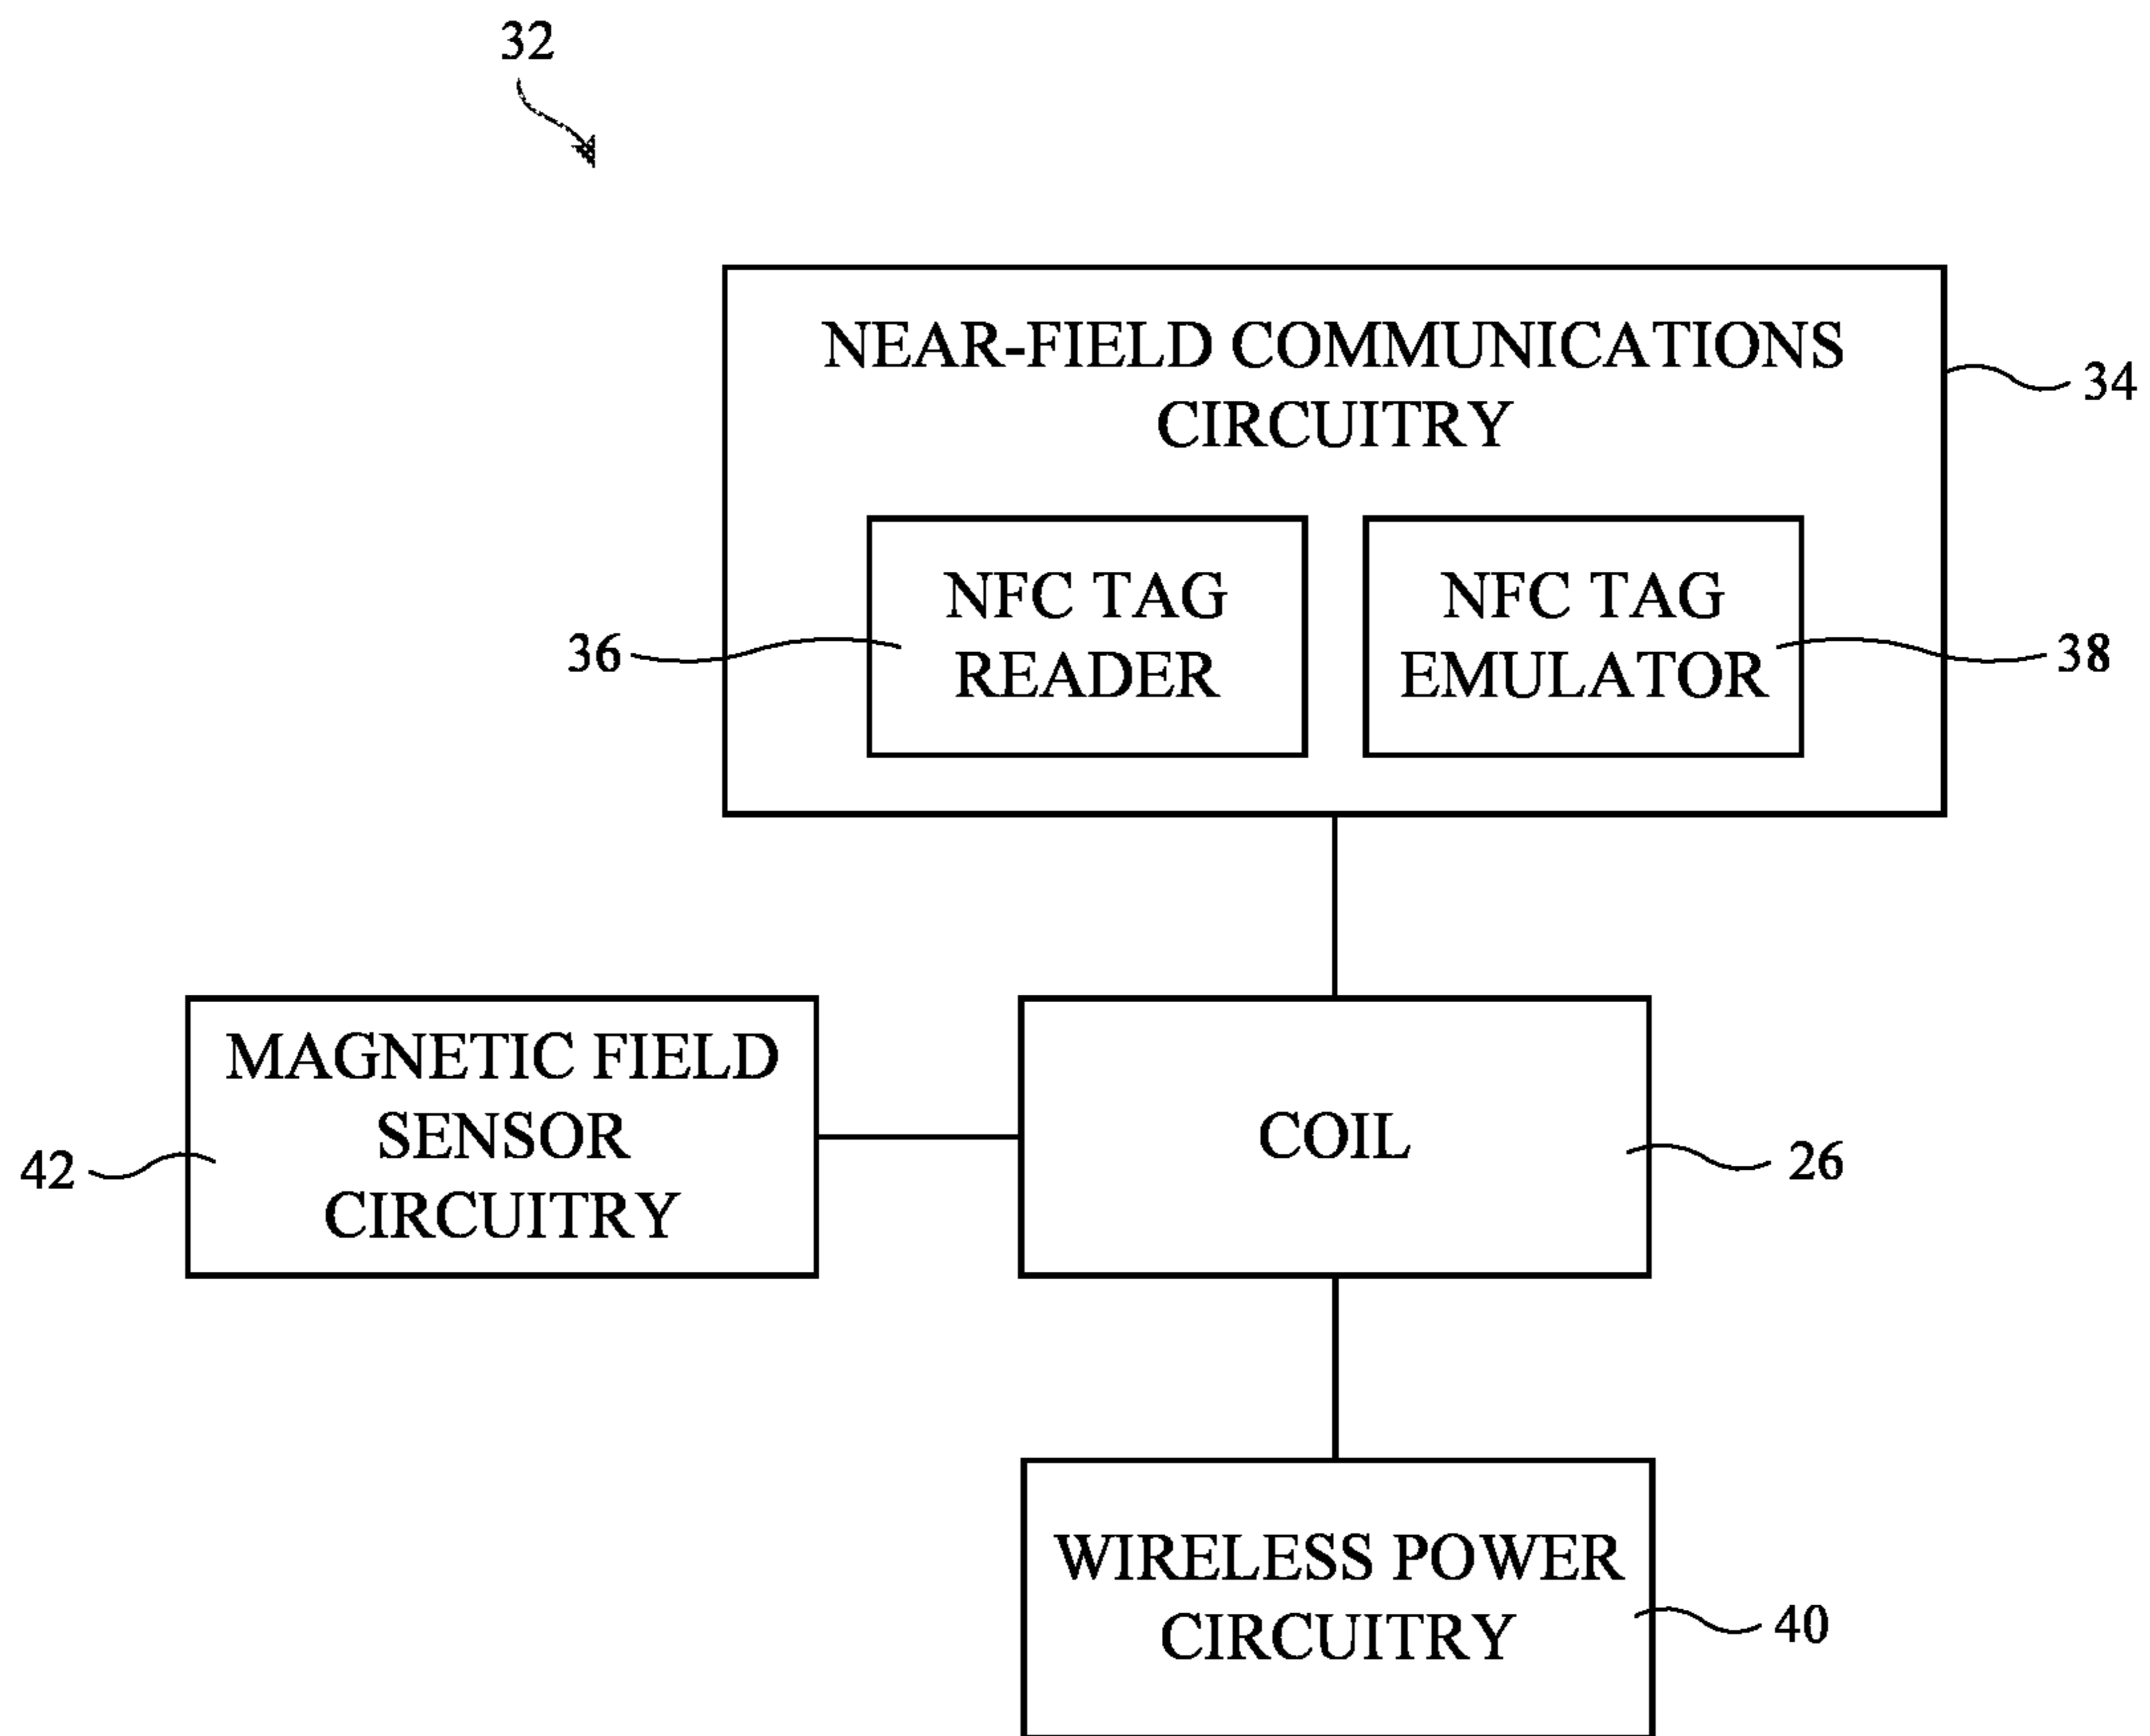 32
NEAR-FIELD COMMUNICATIONS
CIRCUITRY
34
NFC TAG
READER
36
NFC TAG
EMULATOR
38
MAGNETIC FIELD
SENSOR
CIRCUITRY
42
COIL
26
WIRELESS POWER
CIRCUITRY
40